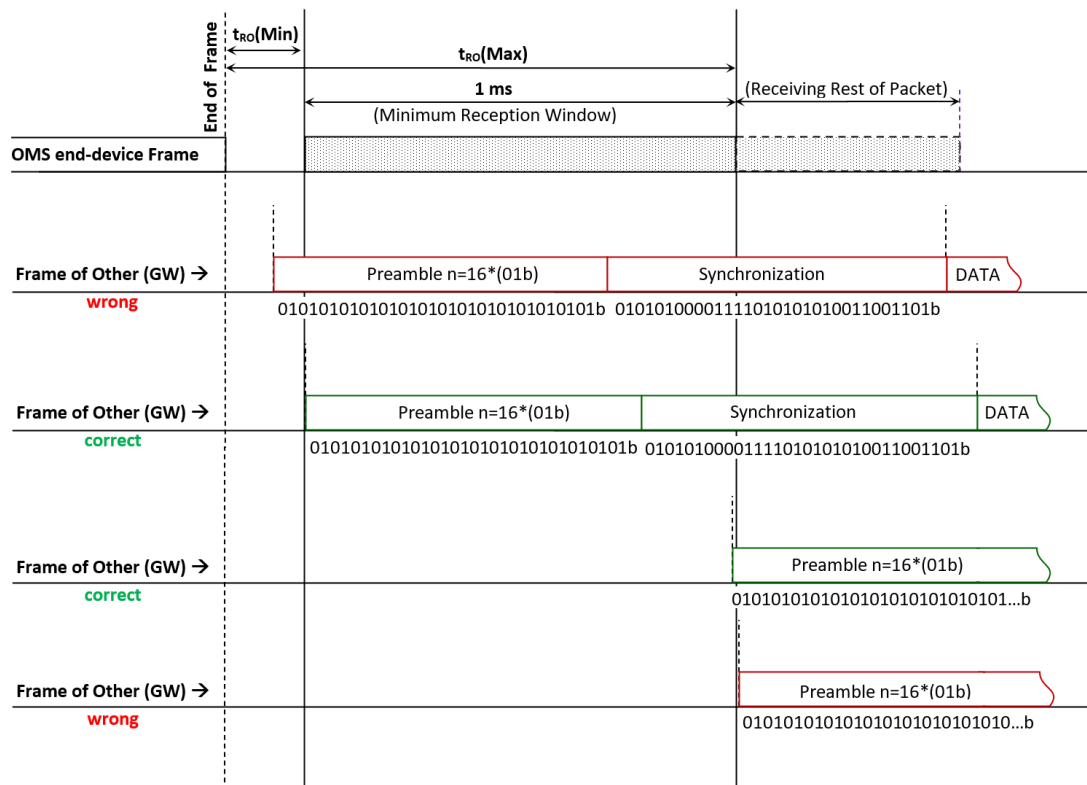 End of Frame
tRO(Min)
tRO(Max)
1 ms
(Receiving Rest of Packet)
(Minimum Reception Window)
OMS end-device Frame
Frame of Other (GW) →
wrong
Preamble n=16*(01b)
Synchronization
DATA
01010101010101010101010101010101b
01010100001111010101010011001101b
Frame of Other (GW) →
correct
Preamble n=16*(01b)
Synchronization
DATA
01010101010101010101010101010101b
01010100001111010101010011001101b
Frame of Other (GW) →
correct
Preamble n=16*(01b)
0101010101010101010101010101...b
Frame of Other (GW) →
wrong
Preamble n=16*(01b)
010101010101010101010101010...b